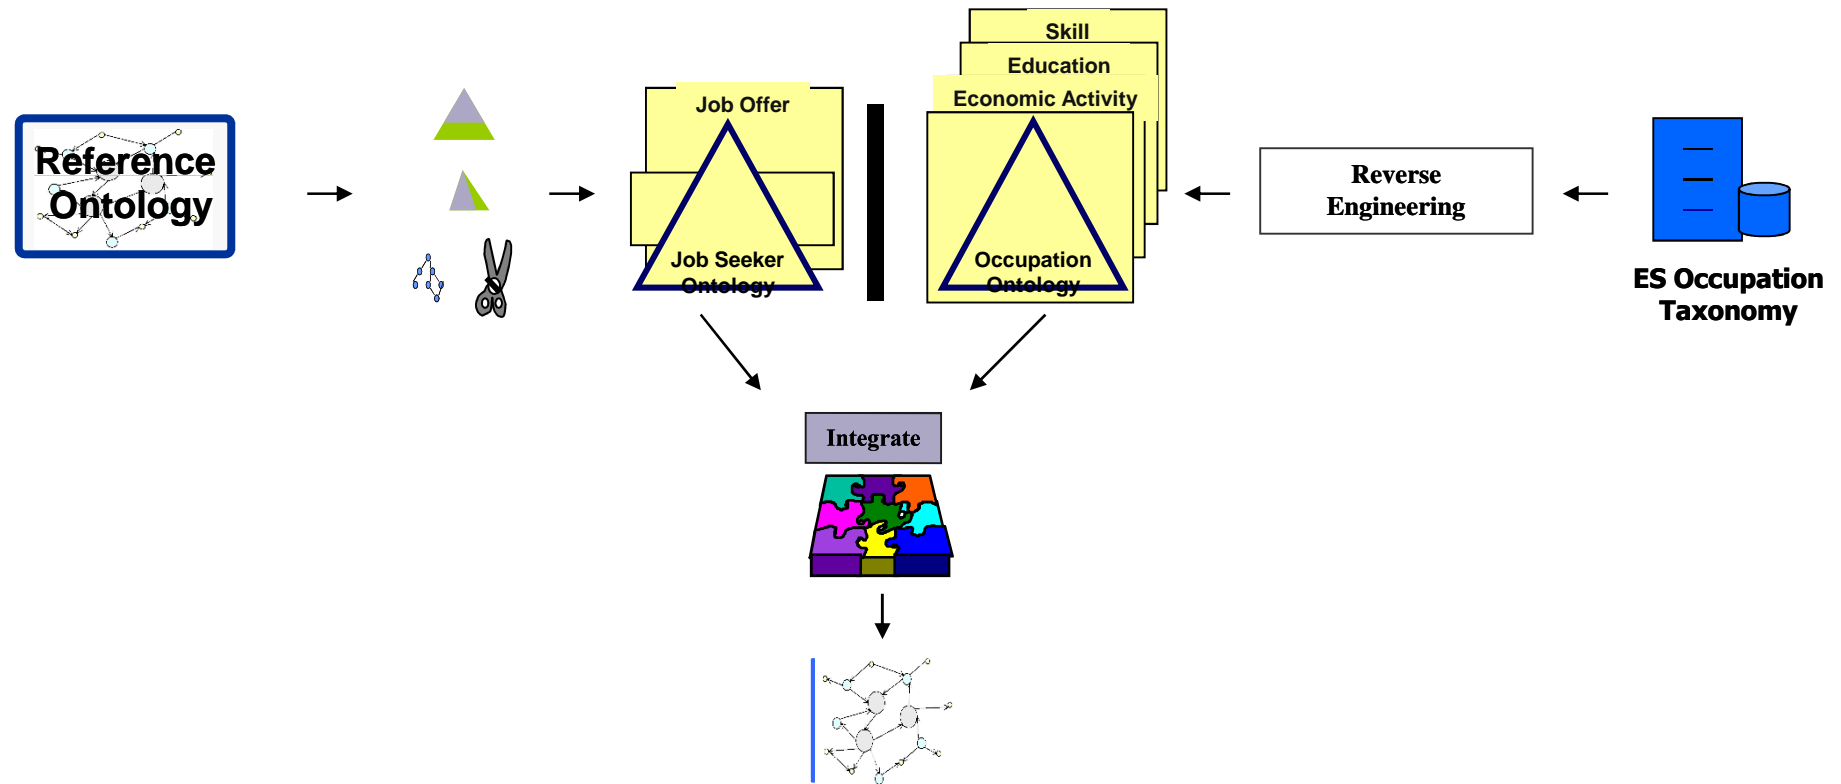 Reference
Ontology
Job Offer
Job Seeker
Ontology
Skill
Education
Economic Activity
Occupation
Ontology
Reverse
Engineering
ES Occupation
Taxonomy
Integrate